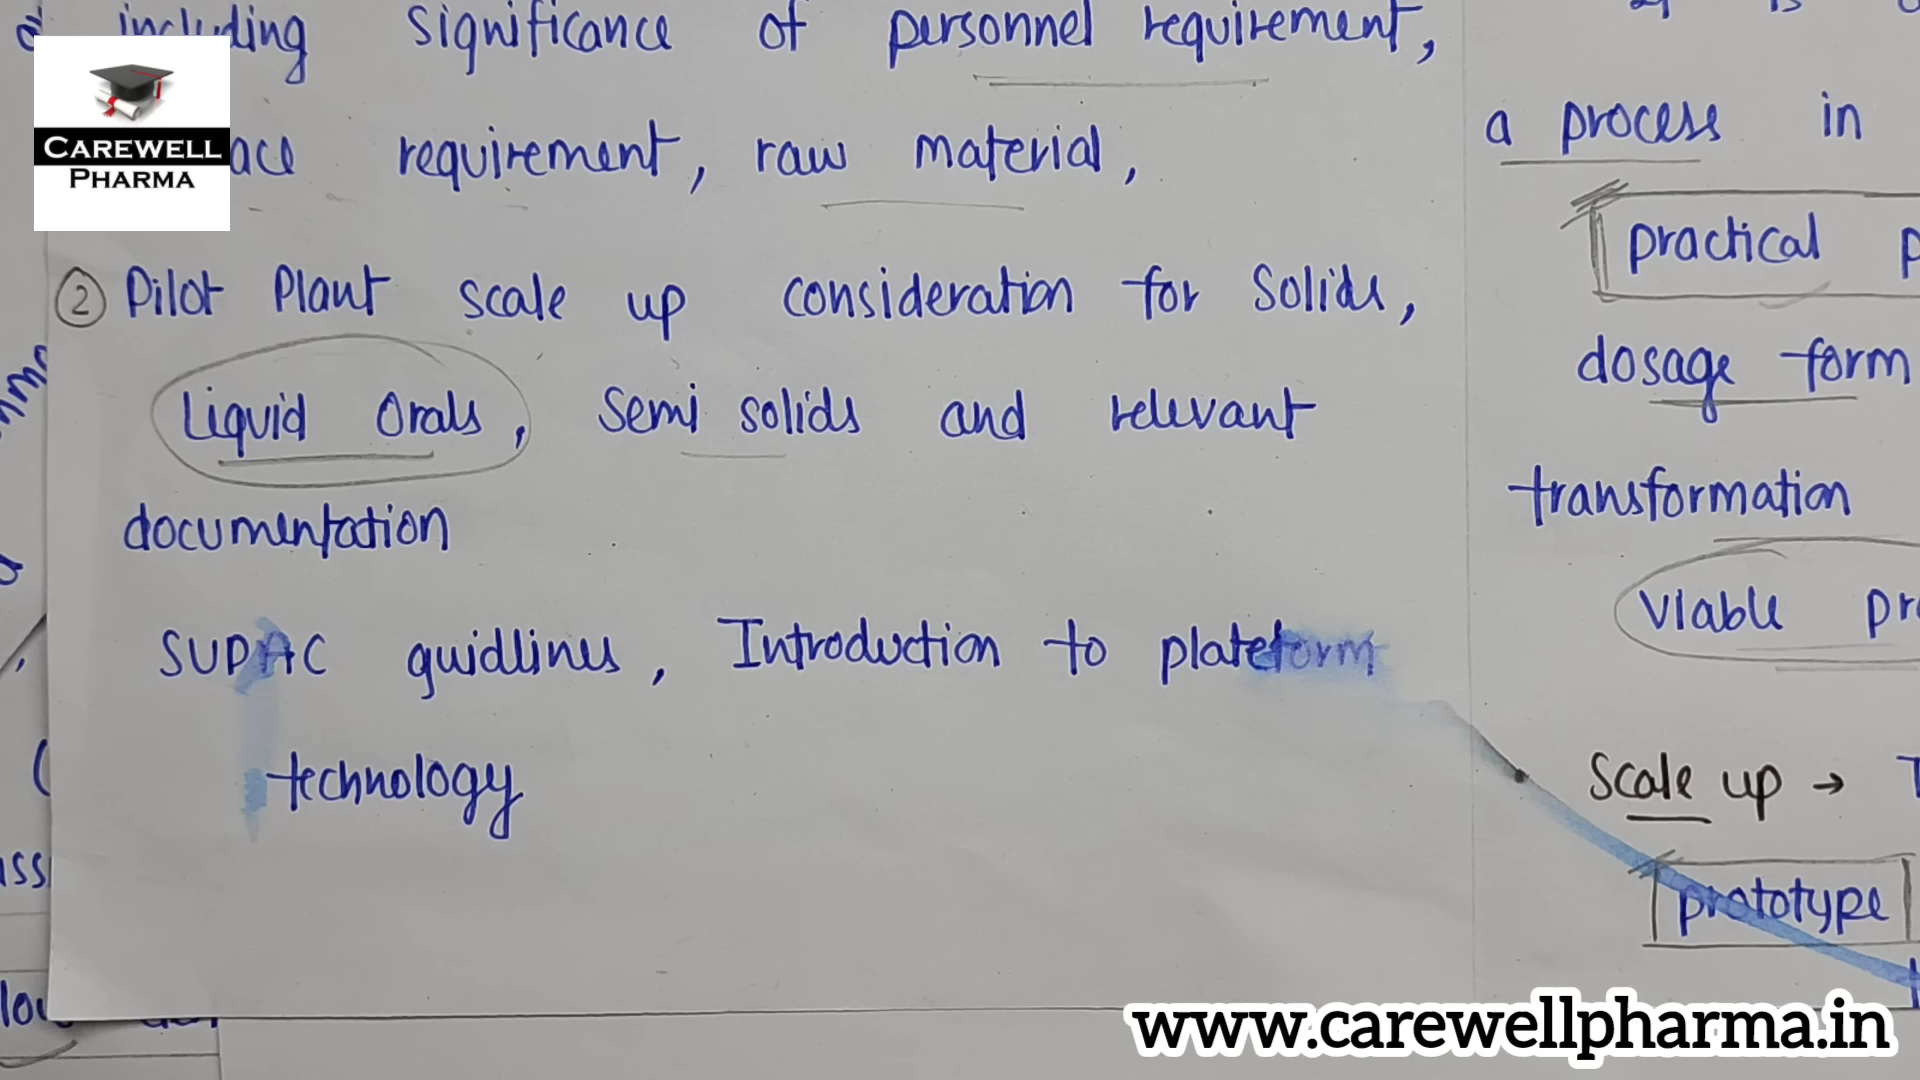 including significance of personnel requirement,
requirement, raw material,
② Pilot Plant scale up consideration for Solids,
Liquid Orals, Semi solids and relevant
documentation
SUPAC guidlines, Introduction to plateform
technology
a process in
practical
dosage form
transformation
viable
Scale up →
prototype
CAREWELL
PHARMA
www.carewellpharma.in